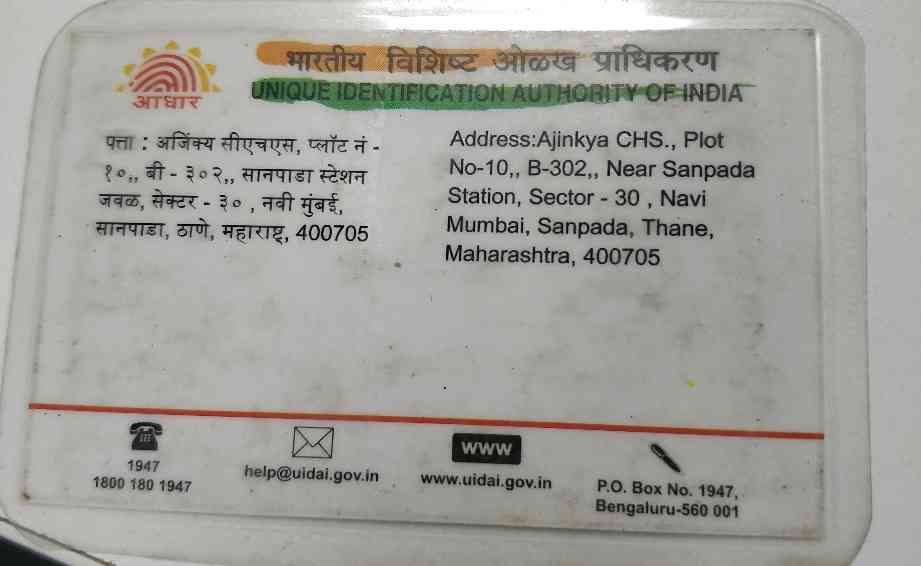 भारतीय विशिष्ट ओळख प्राधिकरण
UNIQUE IDENTIFICATION AUTHORITY OF INDIA
आधार
पत्ता : अजिंक्य सीएचएस, प्लॉट नं -
१०,, बी - ३०२,, सानपाडा स्टेशन
जवळ, सेक्टर - ३० , नवी मुंबई,
सानपाडा, ठाणे, महाराष्ट्र, 400705
Address:Ajinkya CHS., Plot
No-10,, B-302,, Near Sanpada
Station, Sector - 30 , Navi
Mumbai, Sanpada, Thane,
Maharashtra, 400705
1947
1800 180 1947
help@uidai.gov.in
www
www.uidai.gov.in
P.O. Box No. 1947,
Bengaluru-560 001